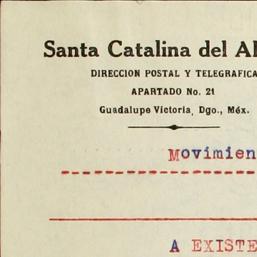 Santa Catalina del Al
DIRECCION POSTAL Y TELEGRAFICA
APARTADO No. 21
Guadalupe Victoria, Dgo., Méx.
Movimien
A EXISTE